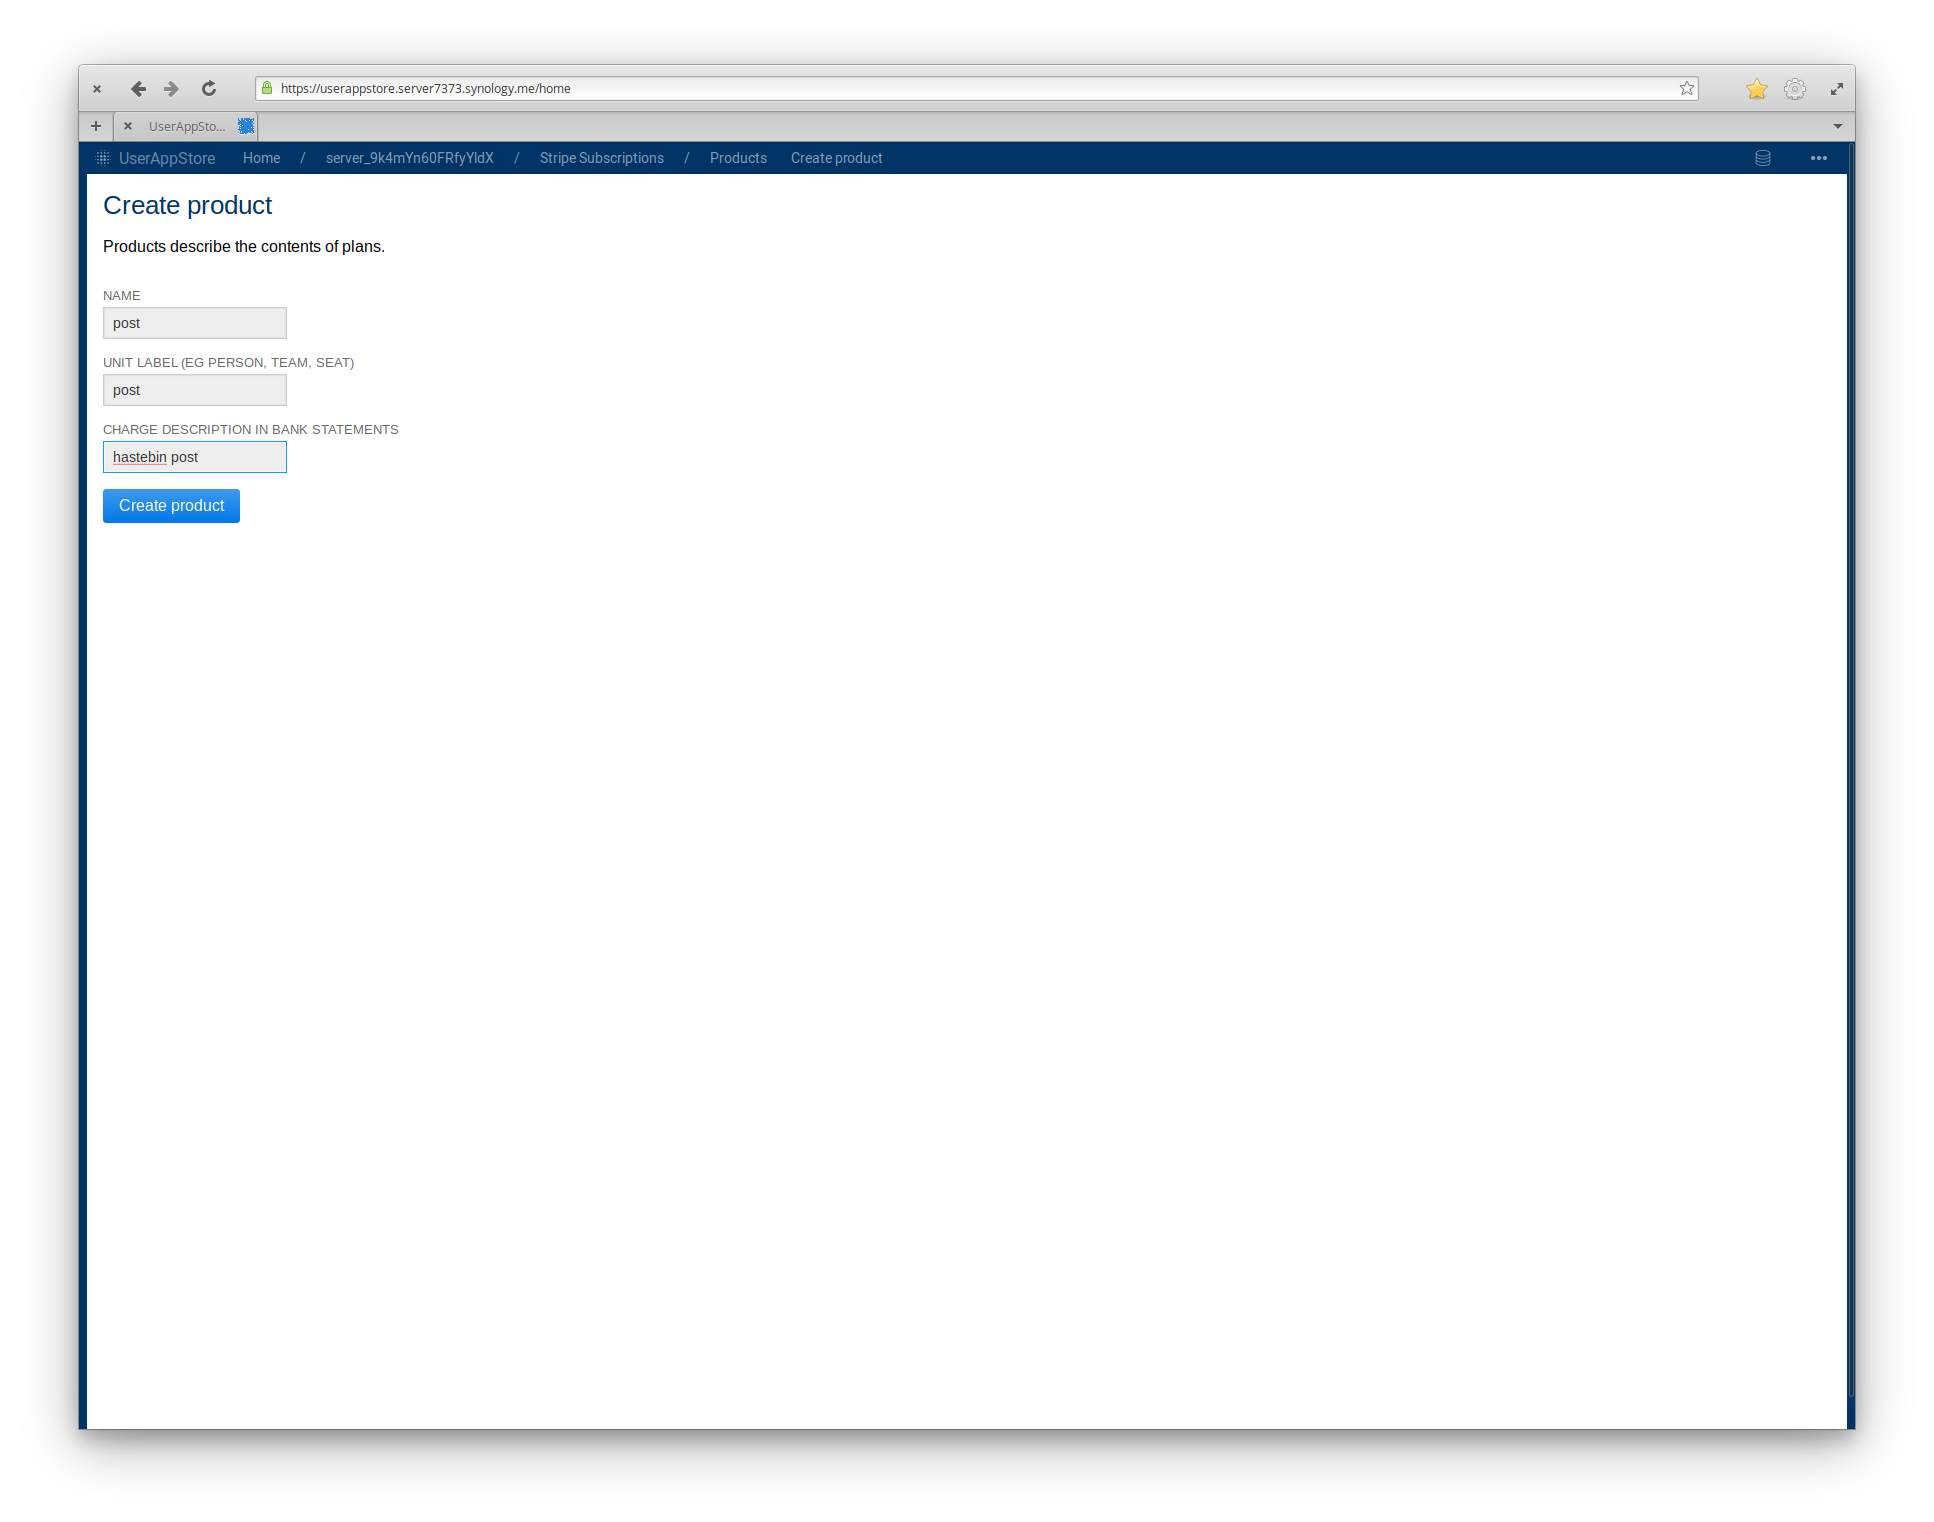 https://userappstore.server7373.synology.me/home
UserAppSto...
UserAppStore Home / server_9k4mYn60FRfyYldX / Stripe Subscriptions / Products Create product
Create product
Products describe the contents of plans.
NAME
post
UNIT LABEL (EG PERSON, TEAM, SEAT)
post
CHARGE DESCRIPTION IN BANK STATEMENTS
hastebin post
Create product